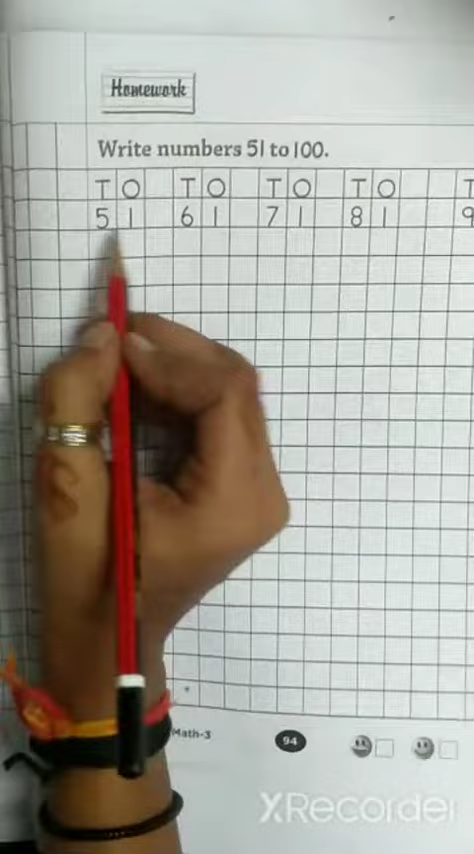 Homework
Write numbers 51 to 100.
T O T O T O T O T
5 1 6 1 7 1 8 1 9
Math-3
94
XRecorder